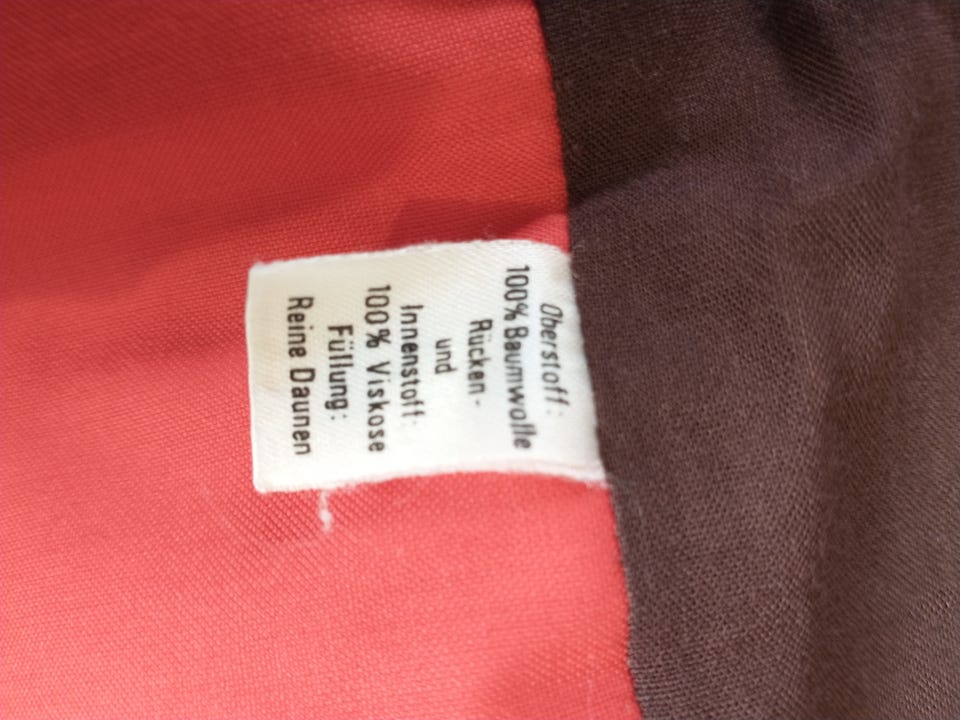 Oberstoff:
100% Baumwolle
Rücken-
und
Innenstoff:
100% Viskose
Füllung:
Reine Daunen